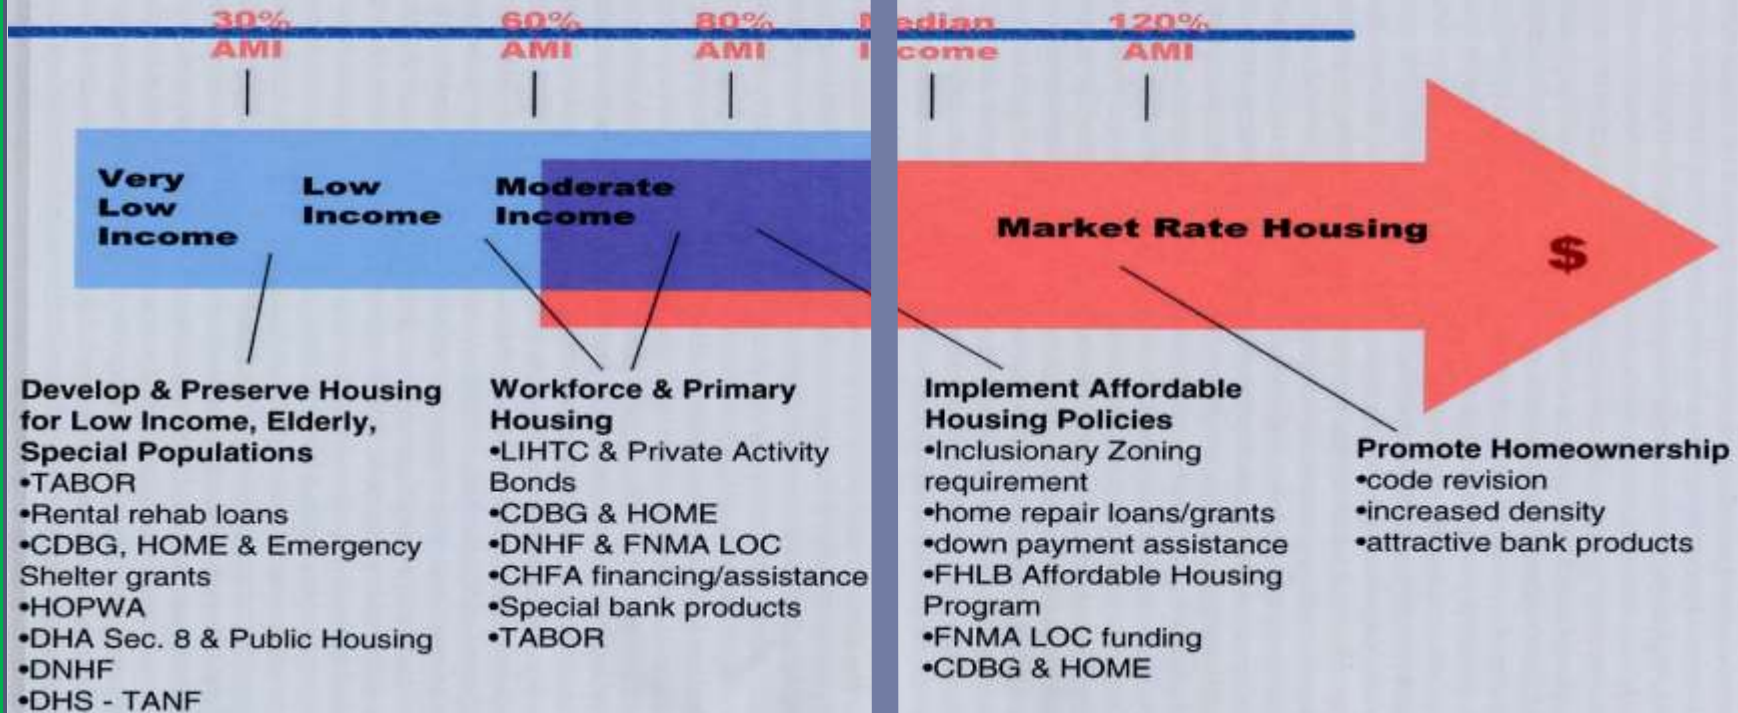 30% AMI
60% AMI
80% AMI
Median Income
120% AMI
Very
Low
Income
Low
Income
Moderate
Income
Market Rate Housing
$
Develop & Preserve Housing
for Low Income, Elderly,
Special Populations
•TABOR
•Rental rehab loans
•CDBG, HOME & Emergency
Shelter grants
•HOPWA
•DHA Sec. 8 & Public Housing
•DNHF
•DHS - TANF
Workforce & Primary
Housing
•LIHTC & Private Activity
Bonds
•CDBG & HOME
•DNHF & FNMA LOC
•CHFA financing/assistance
•Special bank products
•TABOR
Implement Affordable
Housing Policies
•Inclusionary Zoning
requirement
•home repair loans/grants
•down payment assistance
•FHLB Affordable Housing
Program
•FNMA LOC funding
•CDBG & HOME
Promote Homeownership
•code revision
•increased density
•attractive bank products